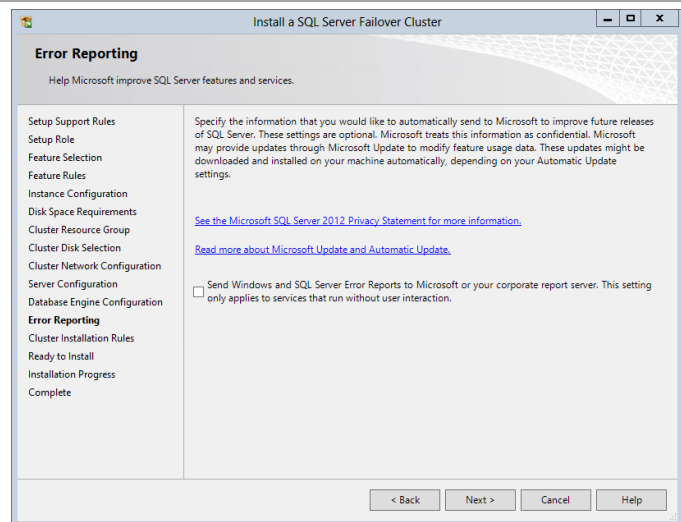 Install a SQL Server Failover Cluster
Error Reporting
Help Microsoft improve SQL Server features and services.
Setup Support Rules
Setup Role
Feature Selection
Feature Rules
Instance Configuration
Disk Space Requirements
Cluster Resource Group
Cluster Disk Selection
Cluster Network Configuration
Server Configuration
Database Engine Configuration
Error Reporting
Cluster Installation Rules
Ready to Install
Installation Progress
Complete
Specify the information that you would like to automatically send to Microsoft to improve future releases
of SQL Server. These settings are optional. Microsoft treats this information as confidential. Microsoft
may provide updates through Microsoft Update to modify feature usage data. These updates might be
downloaded and installed on your machine automatically, depending on your Automatic Update
settings.
See the Microsoft SQL Server 2012 Privacy Statement for more information.
Read more about Microsoft Update and Automatic Update.
Send Windows and SQL Server Error Reports to Microsoft or your corporate report server. This setting
only applies to services that run without user interaction.
< Back
Next >
Cancel
Help